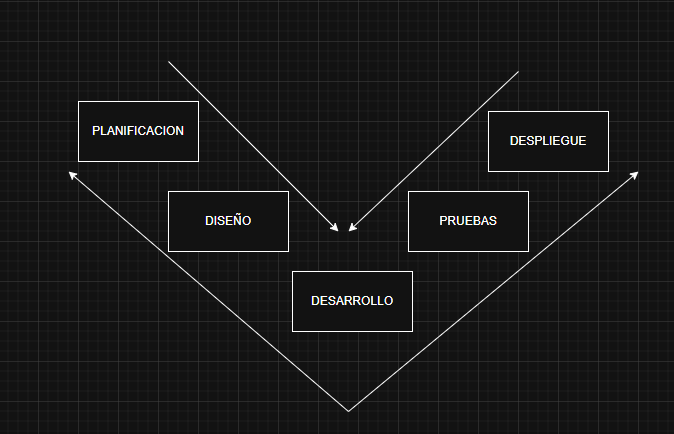 PLANIFICACION
DESPLIEGUE
DISEÑO
PRUEBAS
DESARROLLO